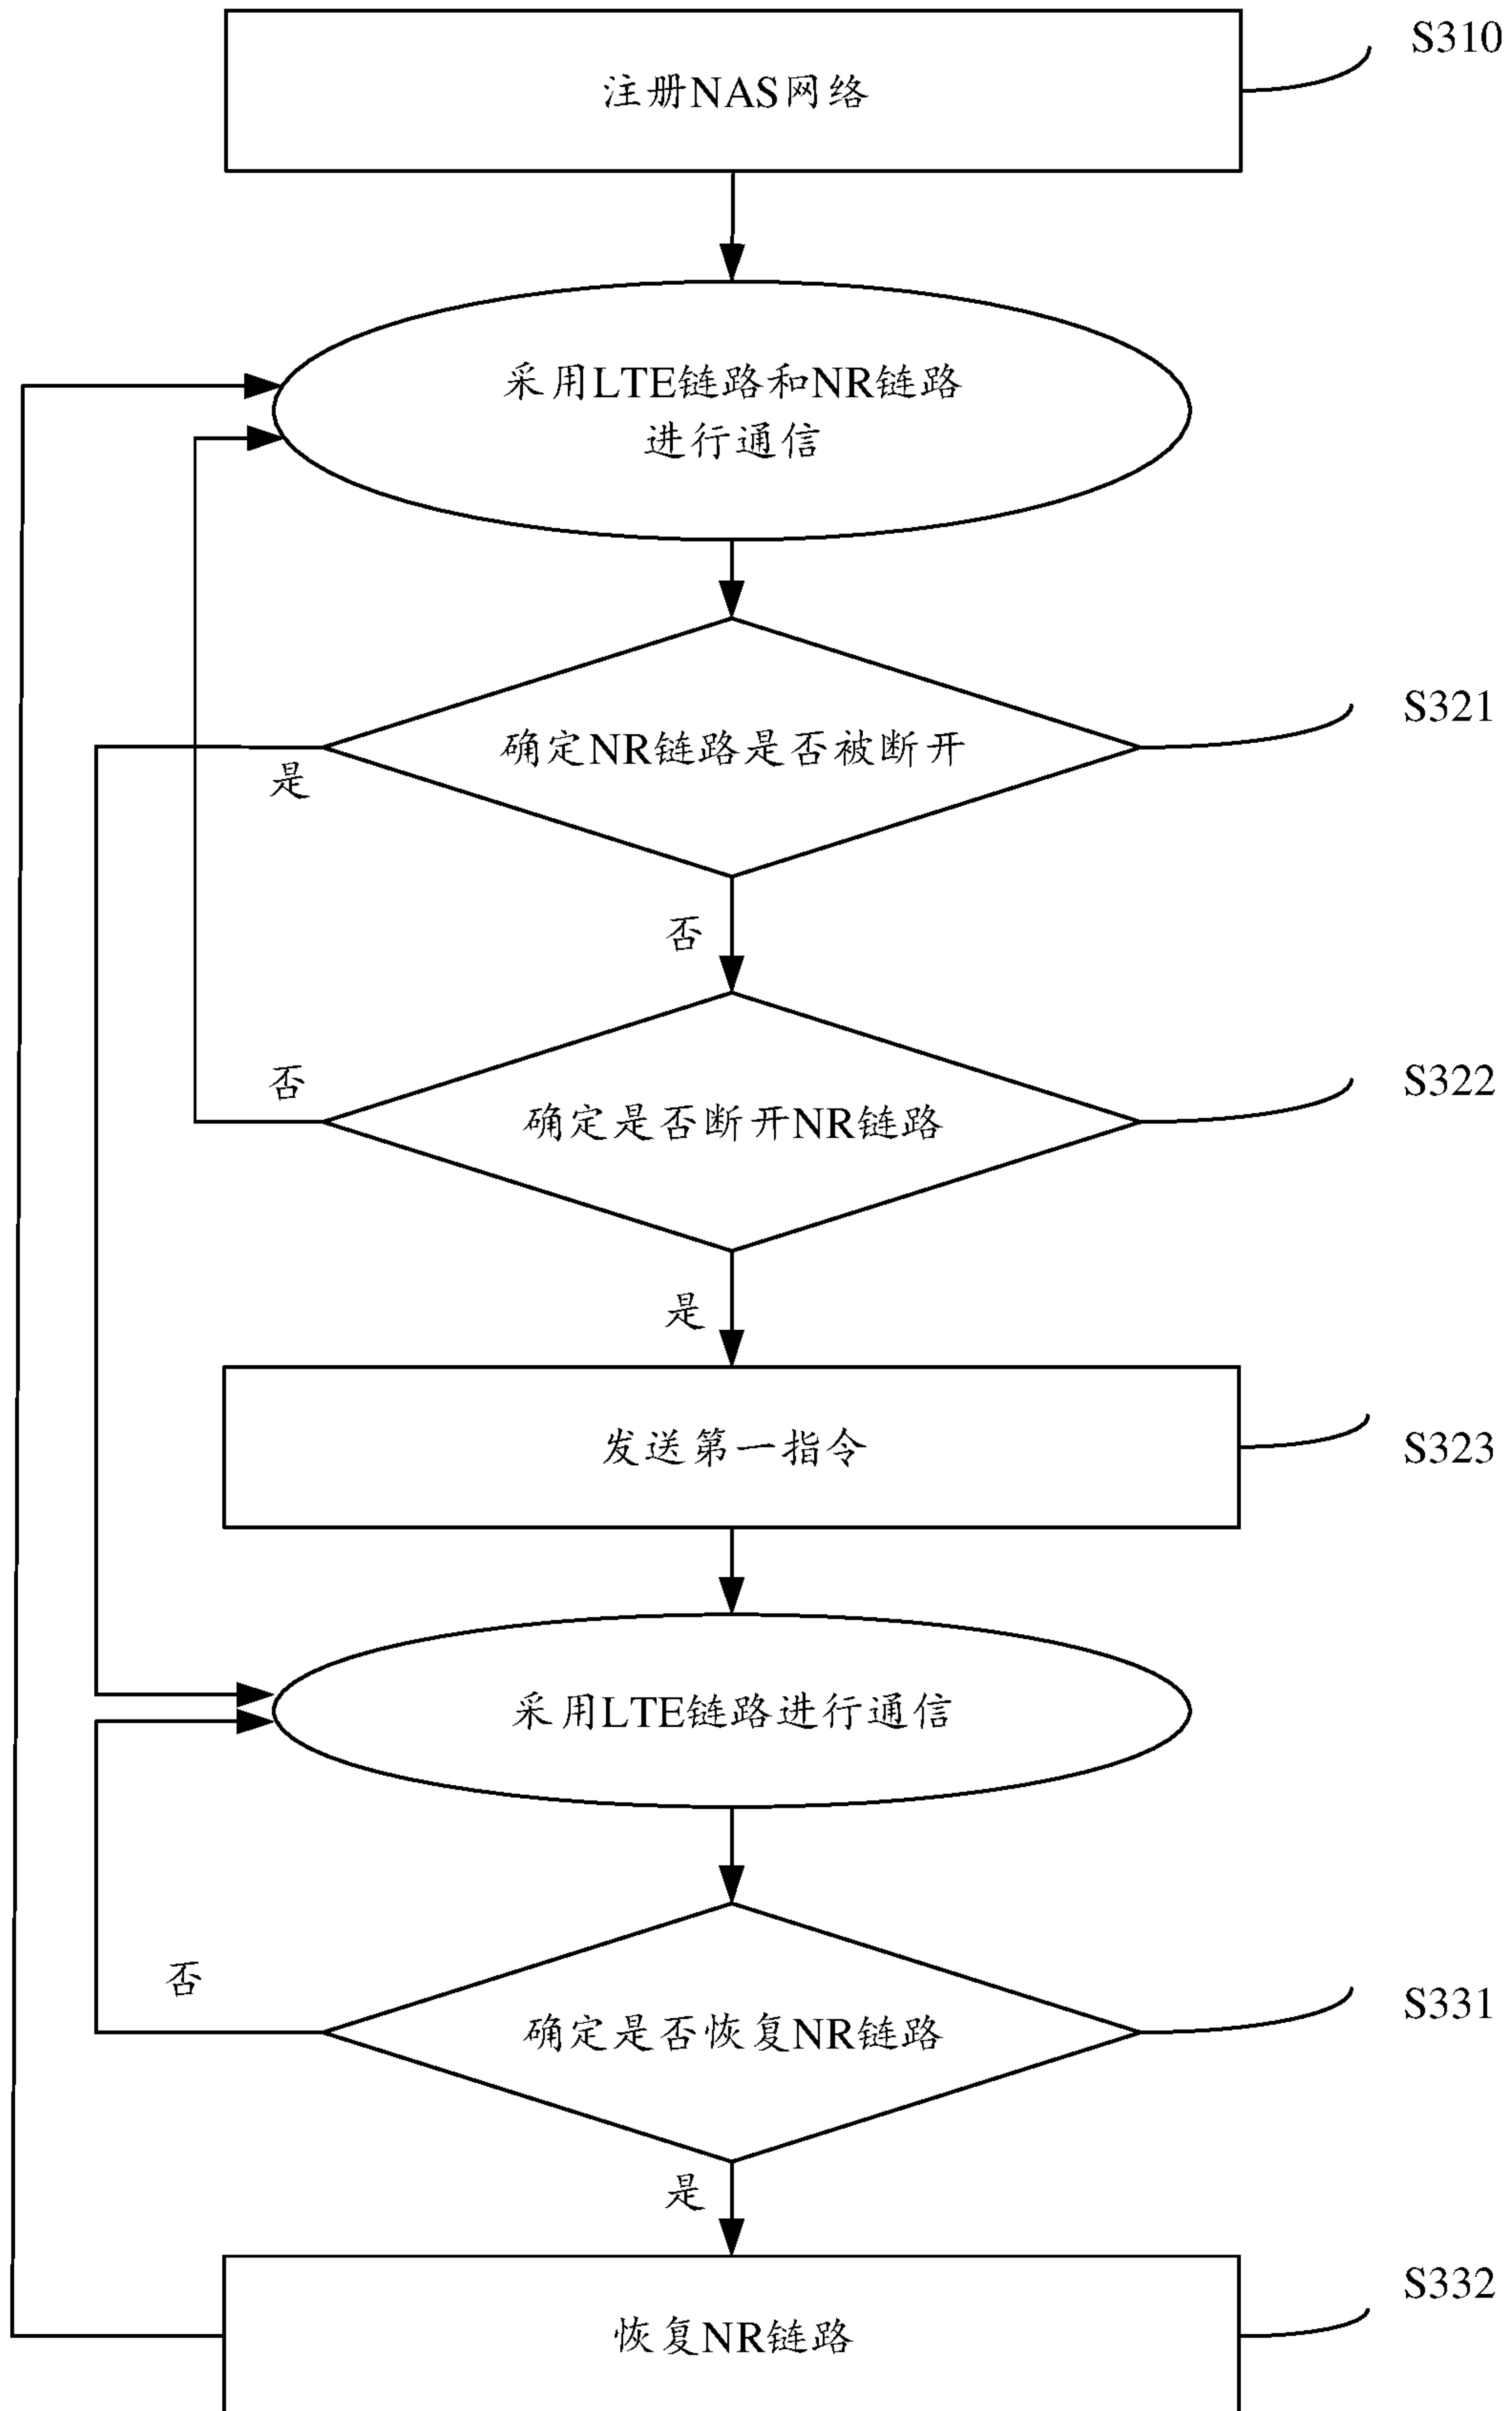 注册NAS网络
S310
采用LTE链路和NR链路
进行通信
确定NR链路是否被断开
S321
是
否
确定是否断开NR链路
S322
否
是
发送第一指令
S323
采用LTE链路进行通信
否
确定是否恢复NR链路
S331
是
恢复NR链路
S332